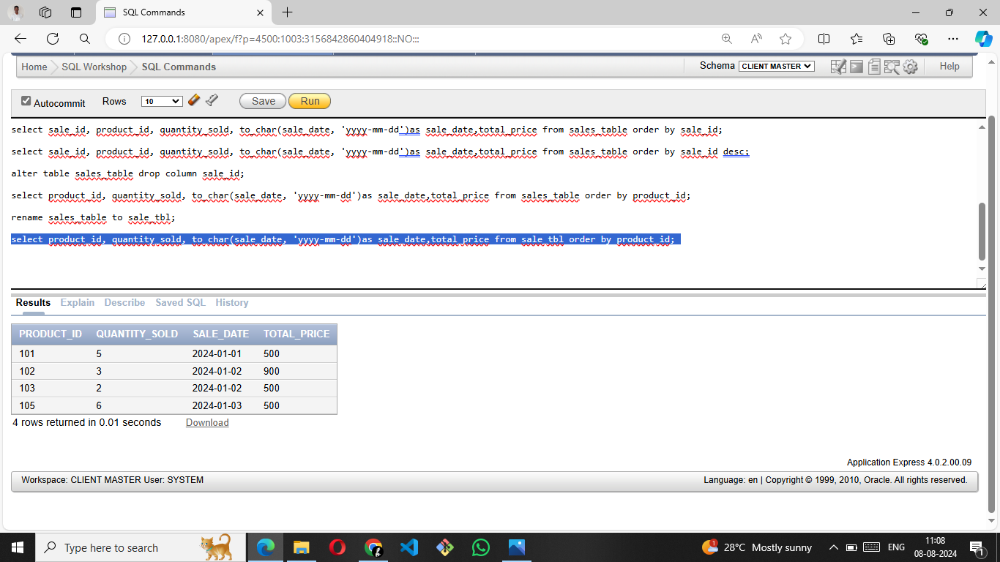 SQL Commands
127.0.0.1:8080/apex/f?p=4500:1003:3156842860404918::NO:::
Home SQL Workshop SQL Commands Schema CLIENT MASTER Help
Autocommit Rows 10 Save Run
select sale_id, product_id, quantity_sold, to_char(sale_date, 'yyyy-mm-dd')as sale_date,total_price from sales_table order by sale_id;
select sale_id, product_id, quantity_sold, to_char(sale_date, 'yyyy-mm-dd')as sale_date,total_price from sales_table order by sale_id desc;
alter table sales_table drop column sale_id;
select product_id, quantity_sold, to_char(sale_date, 'yyyy-mm-dd')as sale_date,total_price from sales_table order by product_id;
rename sales_table to sale_tbl;
select product_id, quantity_sold, to_char(sale_date, 'yyyy-mm-dd')as sale_date,total_price from sale_tbl order by product_id;
Results Explain Describe Saved SQL History
PRODUCT_ID QUANTITY_SOLD SALE_DATE TOTAL_PRICE
101 5 2024-01-01 500
102 3 2024-01-02 900
103 2 2024-01-02 500
105 6 2024-01-03 500
4 rows returned in 0.01 seconds Download
Application Express 4.0.2.00.09
Workspace: CLIENT MASTER User: SYSTEM Language: en | Copyright © 1999, 2010, Oracle. All rights reserved.
Type here to search 1 28°C Mostly sunny ENG 11:08
08-08-2024 1